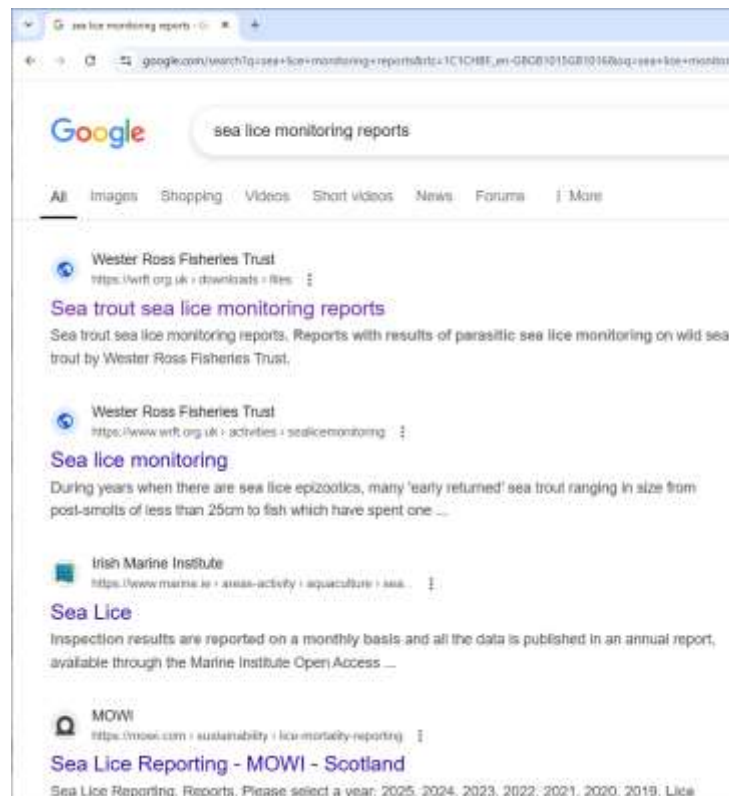 sea lice monitoring reports - G
google.com/search?q=sea+lice+monitoring+reports
Google
sea lice monitoring reports
All Images Shopping Videos Short videos News Forums More
Wester Ross Fisheries Trust
https://wrft.org.uk › downloads › files
Sea trout sea lice monitoring reports
Sea trout sea lice monitoring reports. Reports with results of parasitic sea lice monitoring on wild sea
trout by Wester Ross Fisheries Trust.
Wester Ross Fisheries Trust
https://www.wrft.org.uk › activities › sealicemonitoring
Sea lice monitoring
During years when there are sea lice epizootics, many 'early returned' sea trout ranging in size from
post-smolts of less than 25cm to fish which have spent one ...
Irish Marine Institute
https://www.marine.ie › areas-activity › aquaculture › sea...
Sea Lice
Inspection results are reported on a monthly basis and all the data is published in an annual report,
available through the Marine Institute Open Access ...
MOWI
https://mowi.com › sustainability › lice-mortality-reporting
Sea Lice Reporting - MOWI - Scotland
Sea Lice Reporting. Reports. Please select a year. 2025, 2024, 2023, 2022, 2021, 2020, 2019. Lice